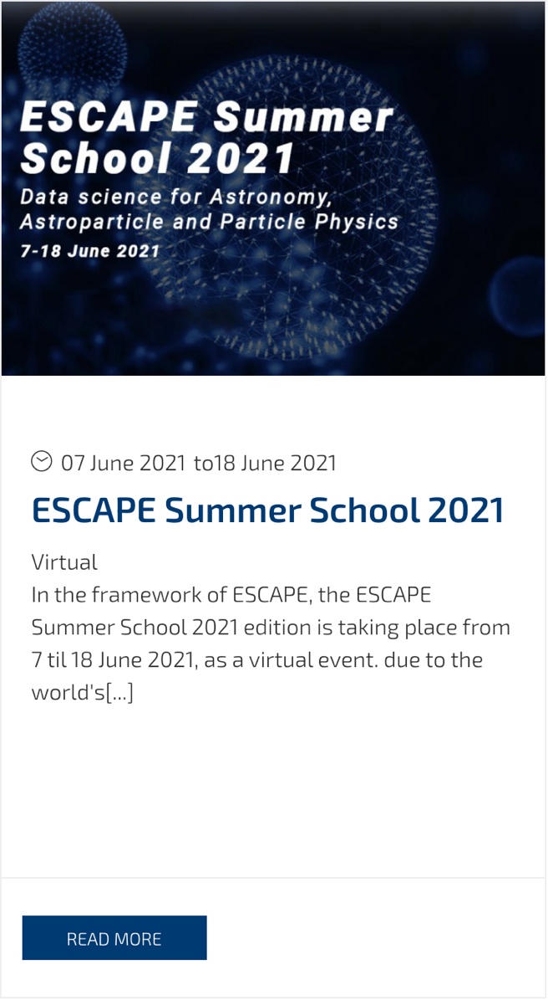 ESCAPE Summer
School 2021
Data science for Astronomy,
Astroparticle and Particle Physics
7-18 June 2021
07 June 2021 to18 June 2021
ESCAPE Summer School 2021
Virtual
In the framework of ESCAPE, the ESCAPE
Summer School 2021 edition is taking place from
7 til 18 June 2021, as a virtual event. due to the
world's[...]
READ MORE